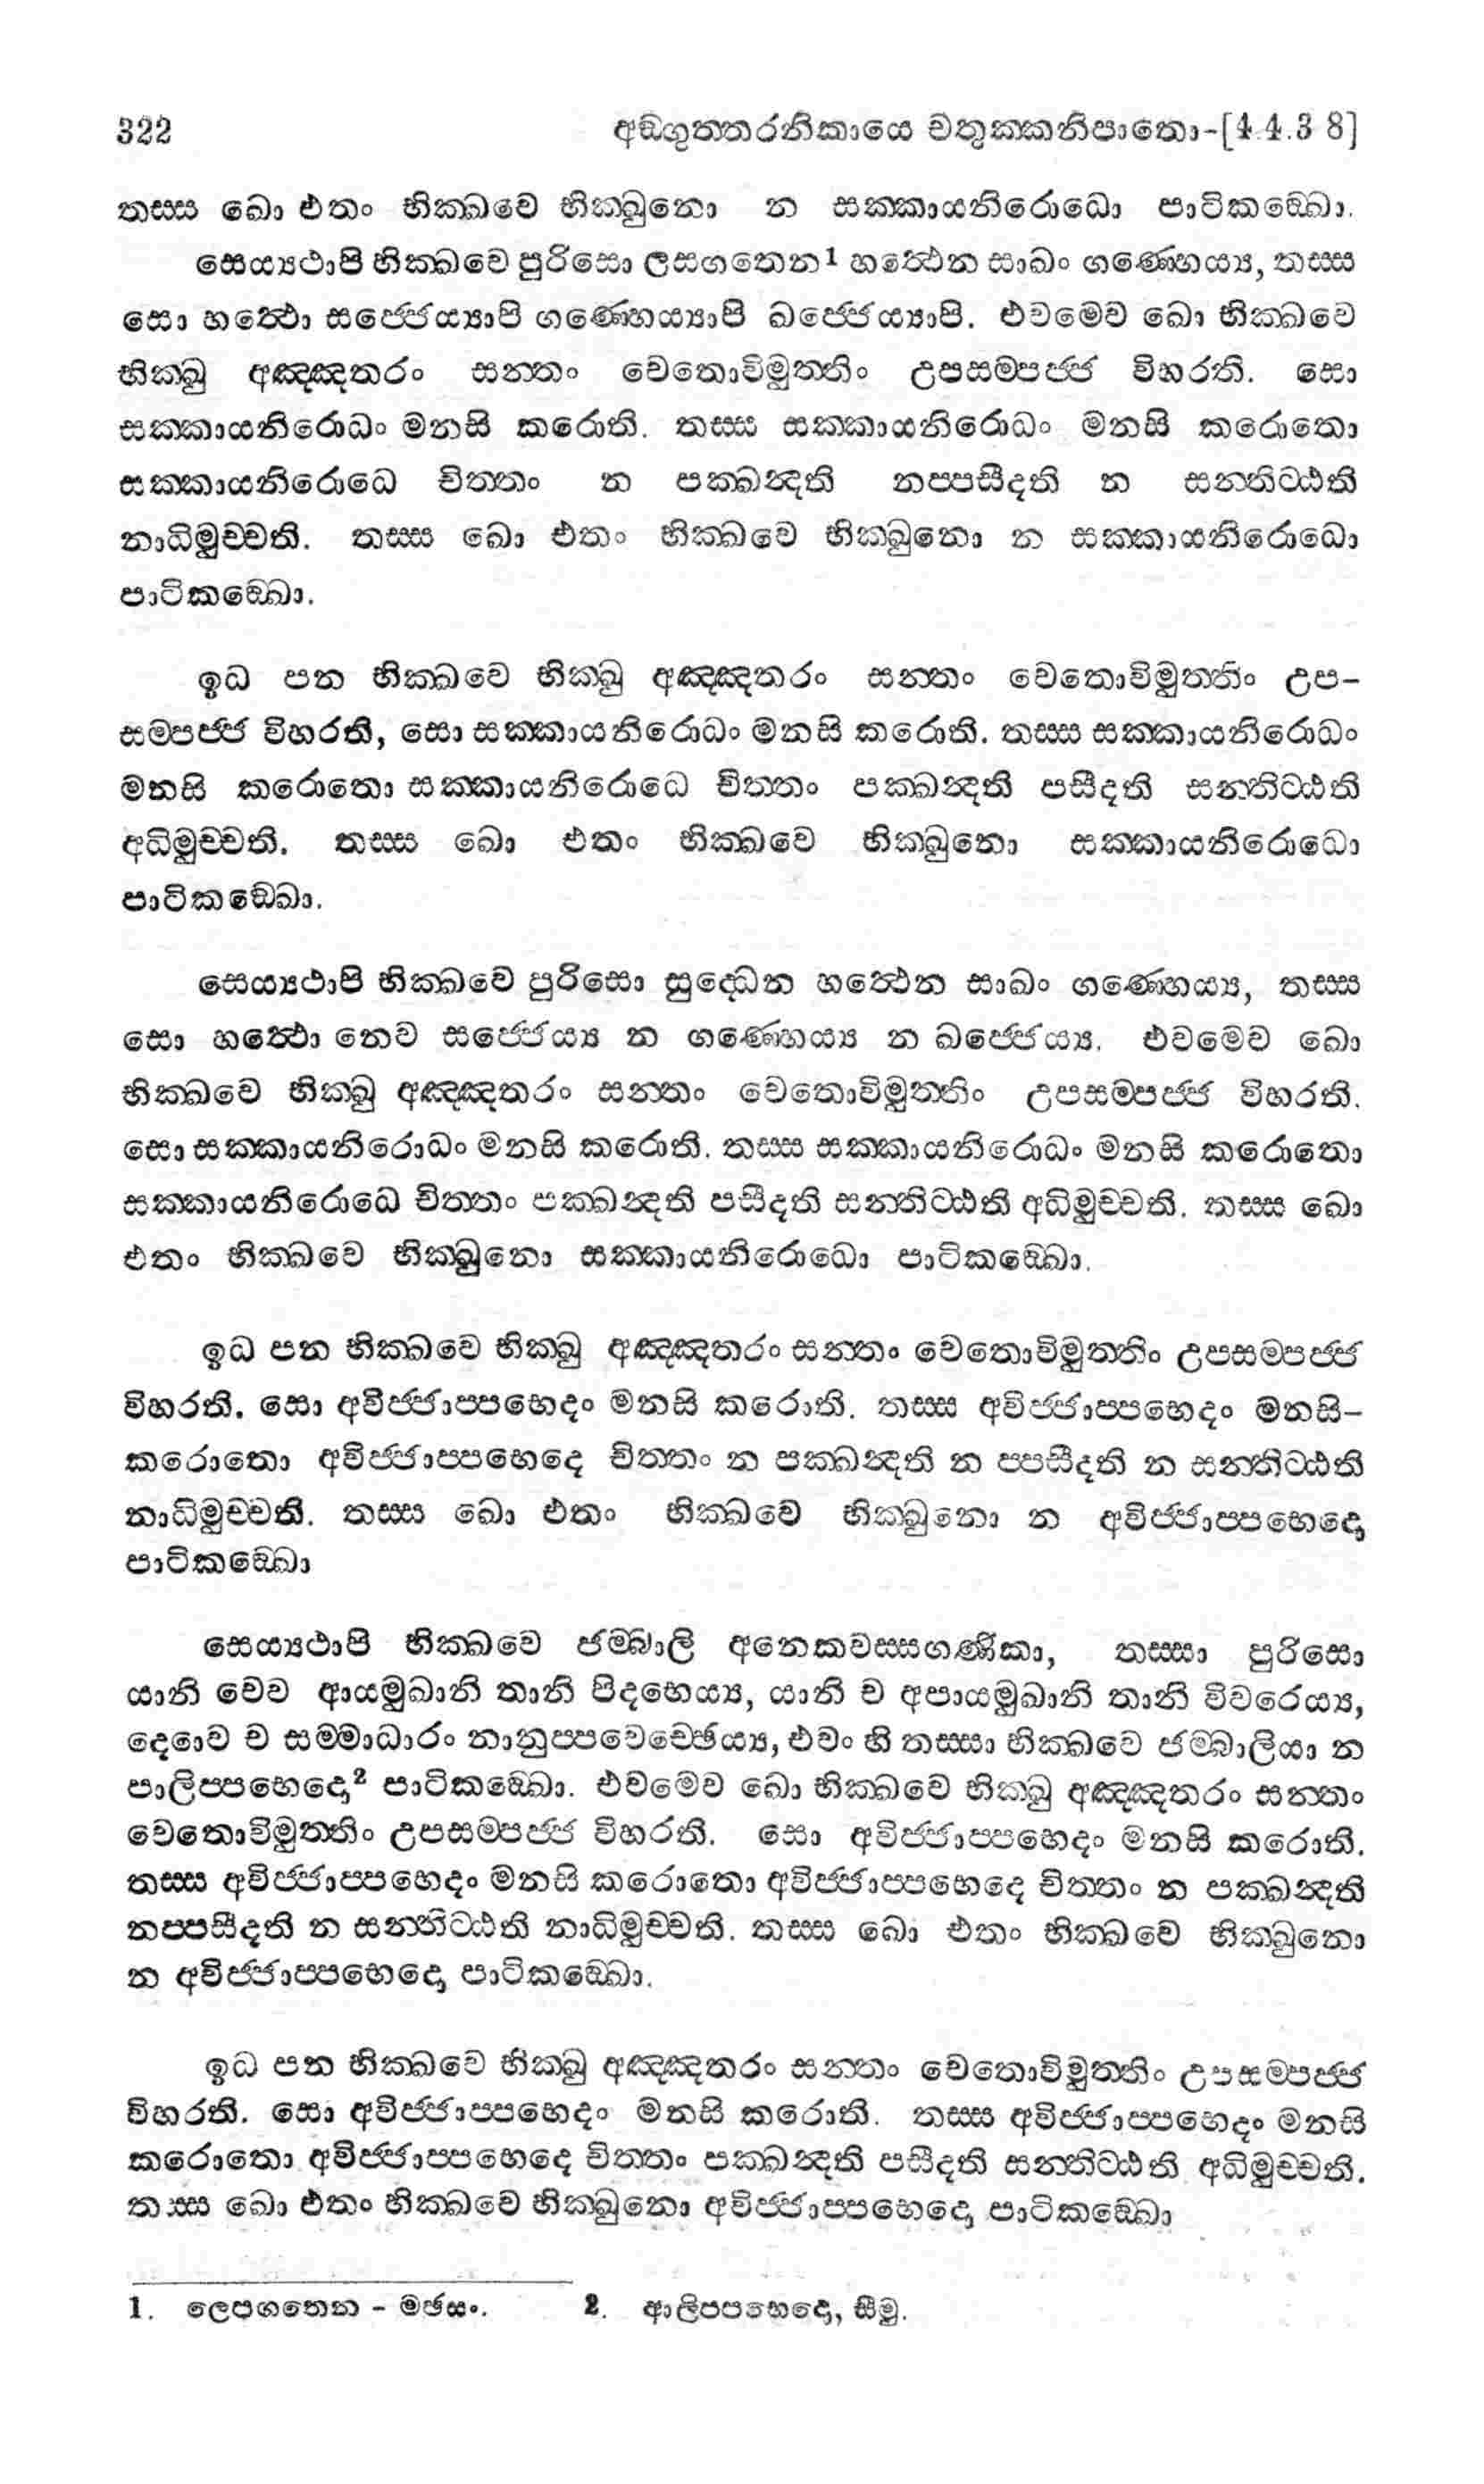 322 අඞගුතතරනිකායෙ චතුකකනිපාතො-[4.4.3 8]
තසස ඛො එතං භික‍්ඛවෙ භික‍්ඛුනො න සක‍්කායනිරොධො පාටිකඞ‍්ඛො.
සෙය්‍යථාපි භික‍්ඛවෙ පුරිසො ලසගතෙන1 හත්‍ථෙන සාඛං ගණ‍්හෙය්‍ය, තස‍්ස
සො හත්‍ථො සජ‍්ජෙය්‍යාපි ගණ‍්හෙය්‍යාපි ඛජ‍්ජෙය්‍යාපි. එවමෙව ඛො භික‍්ඛවෙ
භික‍්ඛු අඤ‍්ඤතරං සන‍්තං චෙතොවිමුත‍්තිං උපසම‍්පජ‍්ජ විහරති. සො
සක‍්කායනිරොධං මනසි කරොති. තස‍්ස සක‍්කායනිරොධං මනසි කරොතො
සක‍්කායනිරොධෙ චිත‍්තං න පක‍්ඛන්‍දති නප‍්පසීදති න සන‍්තිට‍්ඨති
නාධිමුච‍්චති. තස‍්ස ඛො එතං භික‍්ඛවෙ භික‍්ඛුනො න සක‍්කායනිරොධො
පාටිකඞ‍්ඛො.
ඉධ පන භික‍්ඛවෙ භික‍්ඛු අඤ‍්ඤතරං සන‍්තං චෙතොවිමුත‍්තිං උප-
සම‍්පජ‍්ජ විහරති, සො සක‍්කායනිරොධං මනසි කරොති. තස‍්ස සක‍්කායනිරොධං
මනසි කරොතො සක‍්කායනිරොධෙ චිත‍්තං පක‍්ඛන්‍දති පසීදති සන‍්තිට‍්ඨති
අධිමුච‍්චති. තස‍්ස ඛො එතං භික‍්ඛවෙ භික‍්ඛුනො සක‍්කායනිරොධො
පාටිකඞ‍්ඛො.
සෙය්‍යථාපි භික‍්ඛවෙ පුරිසො සුද‍්ධෙන හත්‍ථෙන සාඛං ගණ‍්හෙය්‍ය, තස‍්ස
සො හත්‍ථො නෙව සජ‍්ජෙය්‍ය න ගණ‍්හෙය්‍ය න ඛජ‍්ජෙය්‍ය. එවමෙව ඛො
භික‍්ඛවෙ භික‍්ඛු අඤ‍්ඤතරං සන‍්තං චෙතොවිමුත‍්තිං උපසම‍්පජ‍්ජ විහරති.
සො සක‍්කායනිරොධං මනසි කරොති. තස‍්ස සක‍්කායනිරොධං මනසි කරොතො
සක‍්කායනිරොධෙ චිත‍්තං පක‍්ඛන්‍දති පසීදති සන‍්තිට‍්ඨති අධිමුච‍්චති. තස‍්ස ඛො
එතං භික‍්ඛවෙ භික‍්ඛුනො සක‍්කායනිරොධො පාටිකඞ‍්ඛො.
ඉධ පන භික‍්ඛවෙ භික‍්ඛු අඤ‍්ඤතරං සන‍්තං චෙතොවිමුත‍්තිං උපසම‍්පජ‍්ජ
විහරති. සො අවිජ‍්ජාප‍්පභෙදං මනසි කරොති. තස‍්ස අවිජ‍්ජාප‍්පභෙදං මනසි-
කරොතො අවිජ‍්ජාප‍්පභෙදෙ චිත‍්තං න පක‍්ඛන්‍දති න ප‍්පසීදති න සන‍්තිට‍්ඨති
නාධිමුච‍්චති. තස‍්ස ඛො එතං භික‍්ඛවෙ භික‍්ඛුනො න අවිජ‍්ජාප‍්පභෙදො
පාටිකඞ‍්ඛො
සෙය්‍යථාපි භික‍්ඛවෙ ජම‍්බාලි අනෙකවස‍්සගණිකා, තස‍්සා පුරිසො
යානි චෙව ආයමුඛානි තානි පිදහෙය්‍ය, යානි ච අපායමුඛානි තානි විවරෙය්‍ය,
දෙවො ච සම‍්මාධාරං නානුප‍්පවෙච‍්ඡෙය්‍ය, එවං හි තස‍්සා භික‍්ඛවෙ ජම‍්බාලියා න
පාලිප‍්පභෙදො2 පාටිකඞ‍්ඛො. එවමෙව ඛො භික‍්ඛවෙ භික‍්ඛු අඤ‍්ඤතරං සන‍්තං
චෙතොවිමුත‍්තිං උපසම‍්පජ‍්ජ විහරති. සො අවිජ‍්ජාප‍්පභෙදං මනසි කරොති.
තස‍්ස අවිජ‍්ජාප‍්පභෙදං මනසි කරොතො අවිජ‍්ජාප‍්පභෙදෙ චිත‍්තං න පක‍්ඛන්‍දති
නප‍්පසීදති න සන‍්තිට‍්ඨති නාධිමුච‍්චති. තස‍්ස ඛො එතං භික‍්ඛවෙ භික‍්ඛුනො
න අවිජ‍්ජාප‍්පභෙදො පාටිකඞ‍්ඛො.
ඉධ පන භික‍්ඛවෙ භික‍්ඛු අඤ‍්ඤතරං සන‍්තං චෙතොවිමුත‍්තිං උපසම‍්පජ‍්ජ
විහරති. සො අවිජ‍්ජාප‍්පභෙදං මනසි කරොති. තස‍්ස අවිජ‍්ජාප‍්පභෙදං මනසි
කරොතො අවිජ‍්ජාප‍්පභෙදෙ චිත‍්තං පක‍්ඛන්‍දති පසීදති සන‍්තිට‍්ඨති අධිමුච‍්චති.
තස‍්ස ඛො එතං භික‍්ඛවෙ භික‍්ඛුනො අවිජ‍්ජාප‍්පභෙදො පාටිකඞ‍්ඛො
1. ලෙපගතෙන - මඡසං. 2. ආලිපපභෙදො, සීමු.